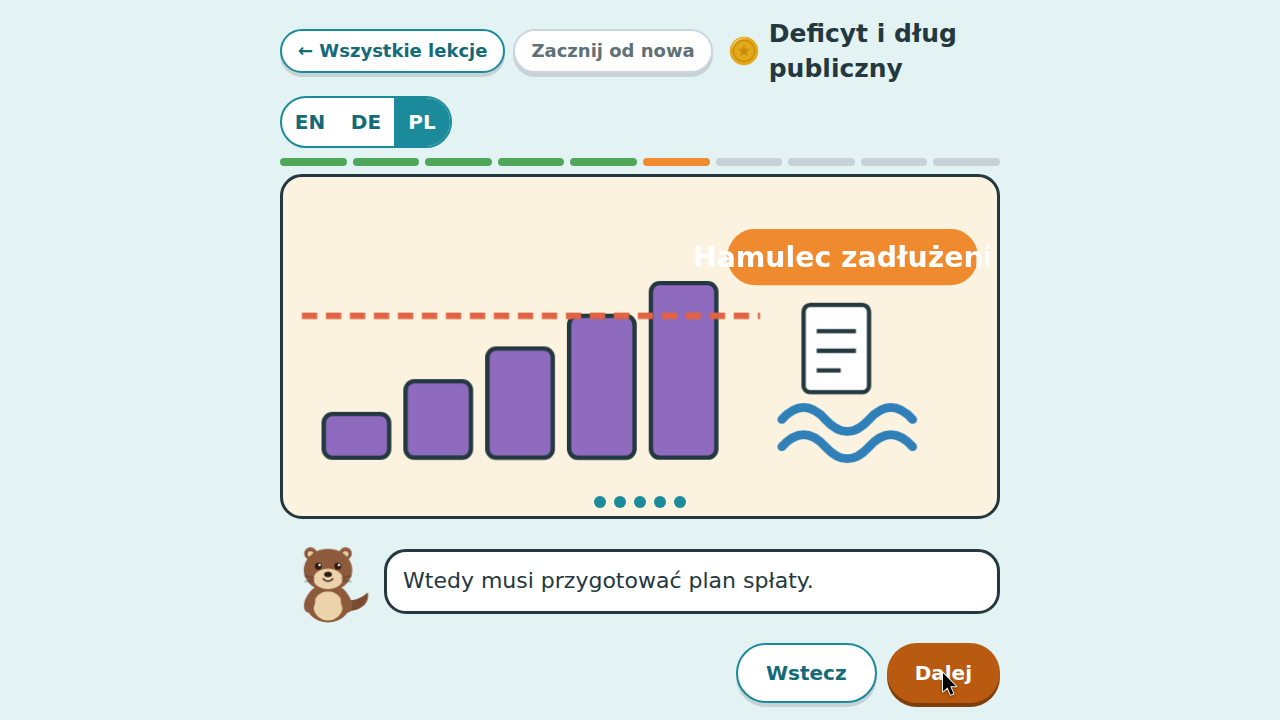 ← Wszystkie lekcje
Zacznij od nowa
Deficyt i dług
publiczny
EN DE PL
Hamulec zadłużeni
Wtedy musi przygotować plan spłaty.
Wstecz
Dalej